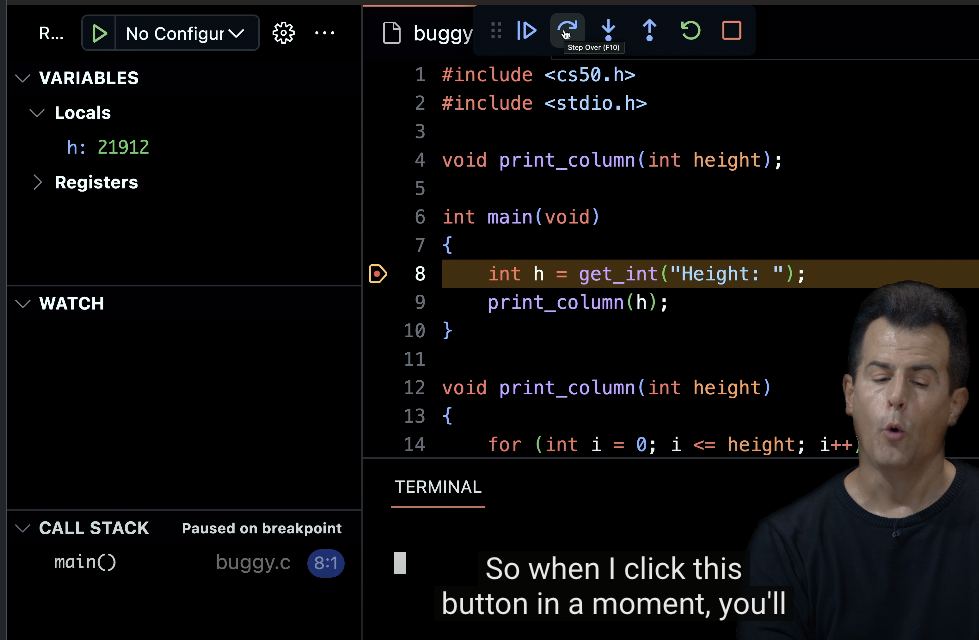 R...
No Configur
...
buggy
Step Over (F10)
VARIABLES
Locals
h: 21912
Registers
WATCH
CALL STACK
Paused on breakpoint
main()
buggy.c
8:1
1 #include <cs50.h>
2 #include <stdio.h>
3
4 void print_column(int height);
5
6 int main(void)
7 {
8 int h = get_int("Height: ");
9 print_column(h);
10 }
11
12 void print_column(int height)
13 {
14 for (int i = 0; i <= height; i++)
TERMINAL
So when I click this
button in a moment, you'll